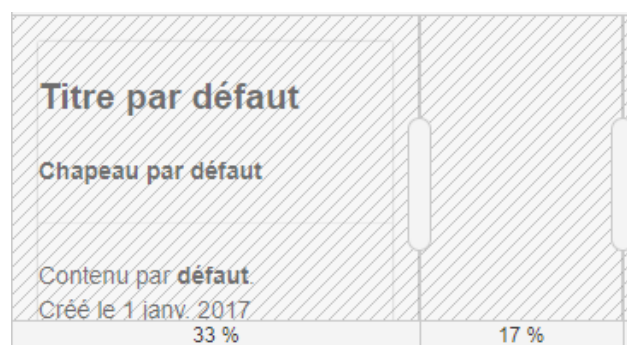 Titre par défaut
Chapeau par défaut
Contenu par défaut.
Créé le 1 janv. 2017
33 %
17 %